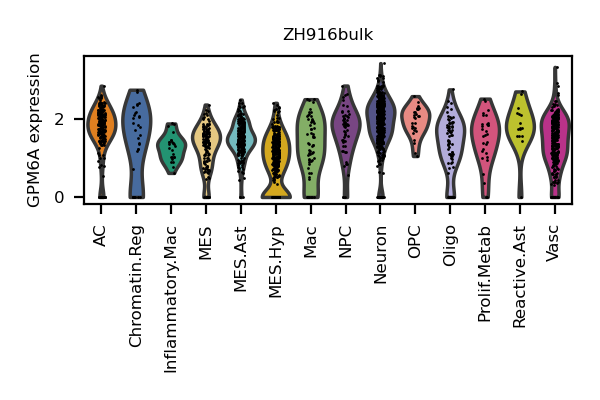 ZH916bulk
GPM6A expression
2
0
AC
Chromatin.Reg
Inflammatory.Mac
MES
MES.Ast
MES.Hyp
Mac
NPC
Neuron
OPC
Oligo
Prolif.Metab
Reactive.Ast
Vasc